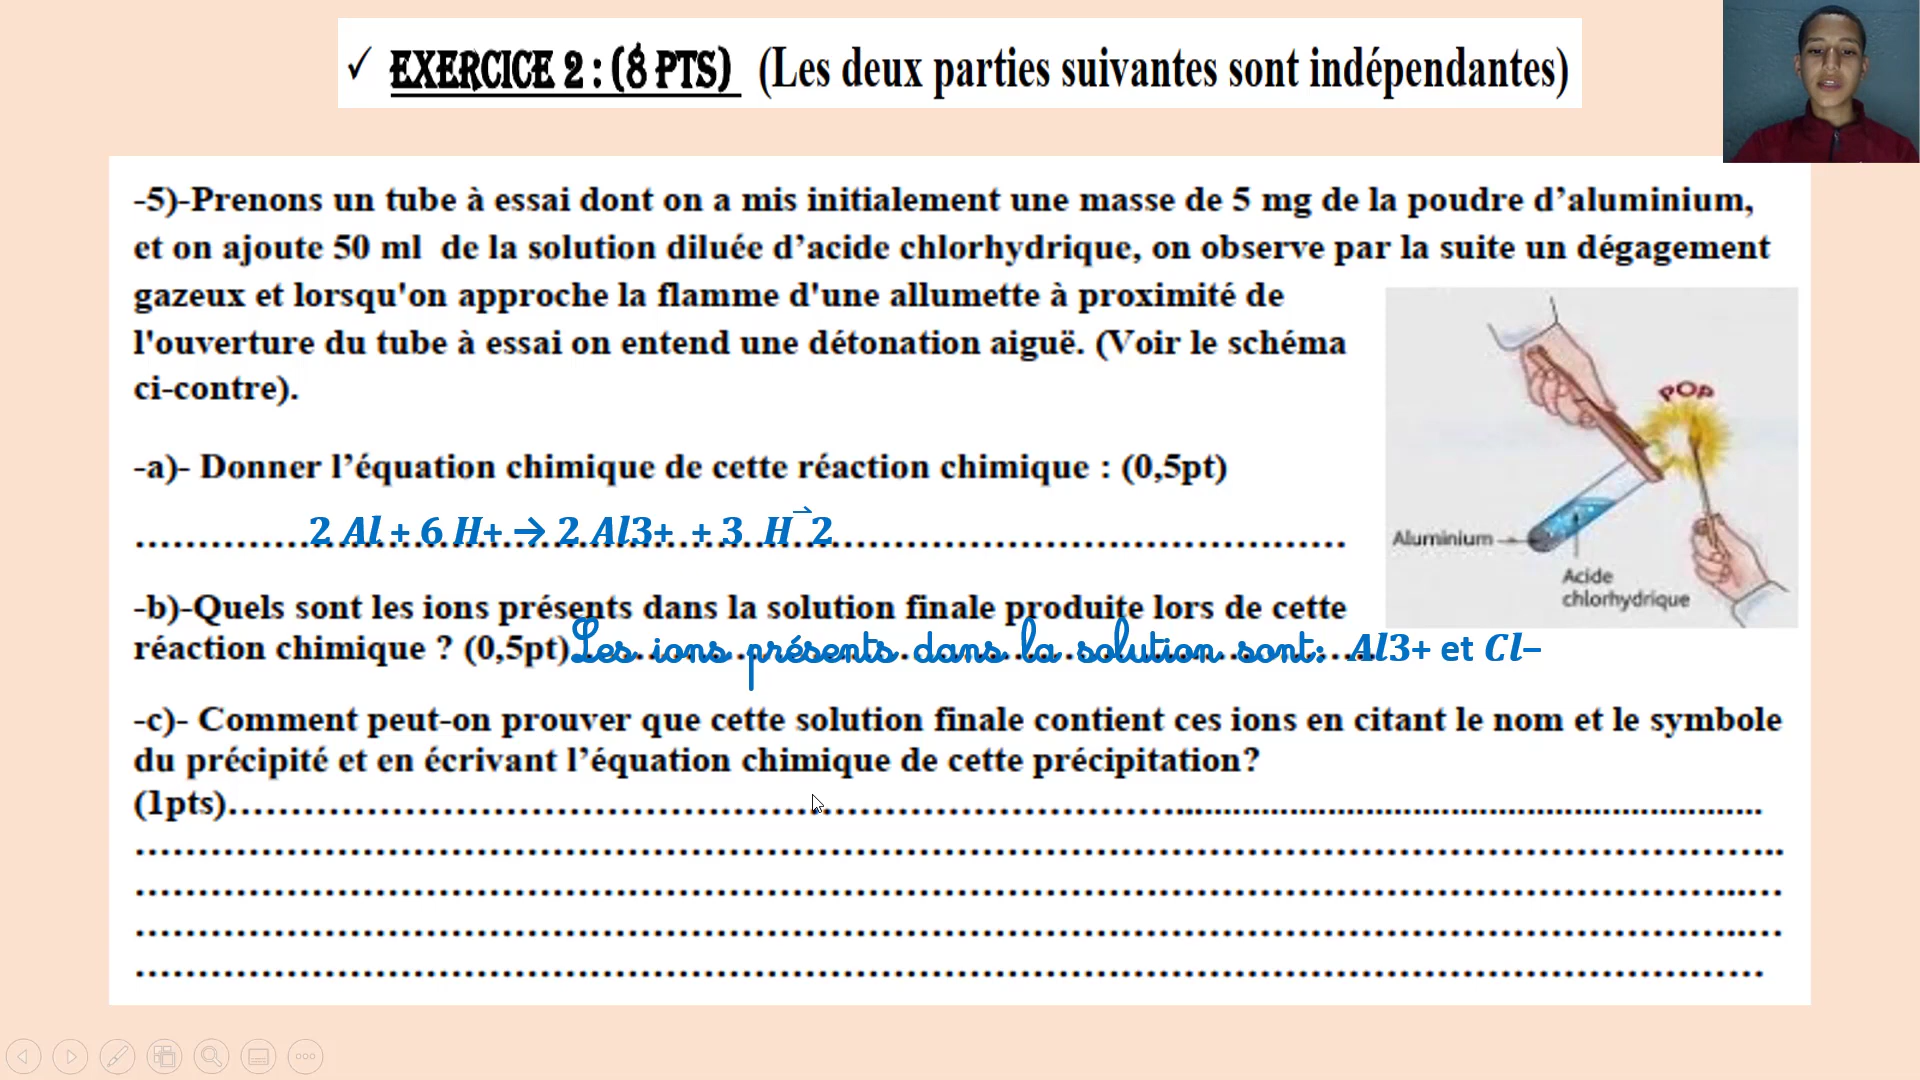 ✓ EXERCICE 2 : (8 PTS) (Les deux parties suivantes sont indépendantes)
-5)-Prenons un tube à essai dont on a mis initialement une masse de 5 mg de la poudre d’aluminium,
et on ajoute 50 ml de la solution diluée d’acide chlorhydrique, on observe par la suite un dégagement
gazeux et lorsqu'on approche la flamme d'une allumette à proximité de
l'ouverture du tube à essai on entend une détonation aiguë. (Voir le schéma
ci-contre).
POP
Aluminium
Acide
chlorhydrique
-a)- Donner l’équation chimique de cette réaction chimique : (0,5pt)
2 Al + 6 H+ → 2 Al3+ + 3 H⇀2
-b)-Quels sont les ions présents dans la solution finale produite lors de cette
réaction chimique ? (0,5pt) Les ions présents dans la solution sont: Al3+ et Cl−
-c)- Comment peut-on prouver que cette solution finale contient ces ions en citant le nom et le symbole
du précipité et en écrivant l’équation chimique de cette précipitation?
(1pts)